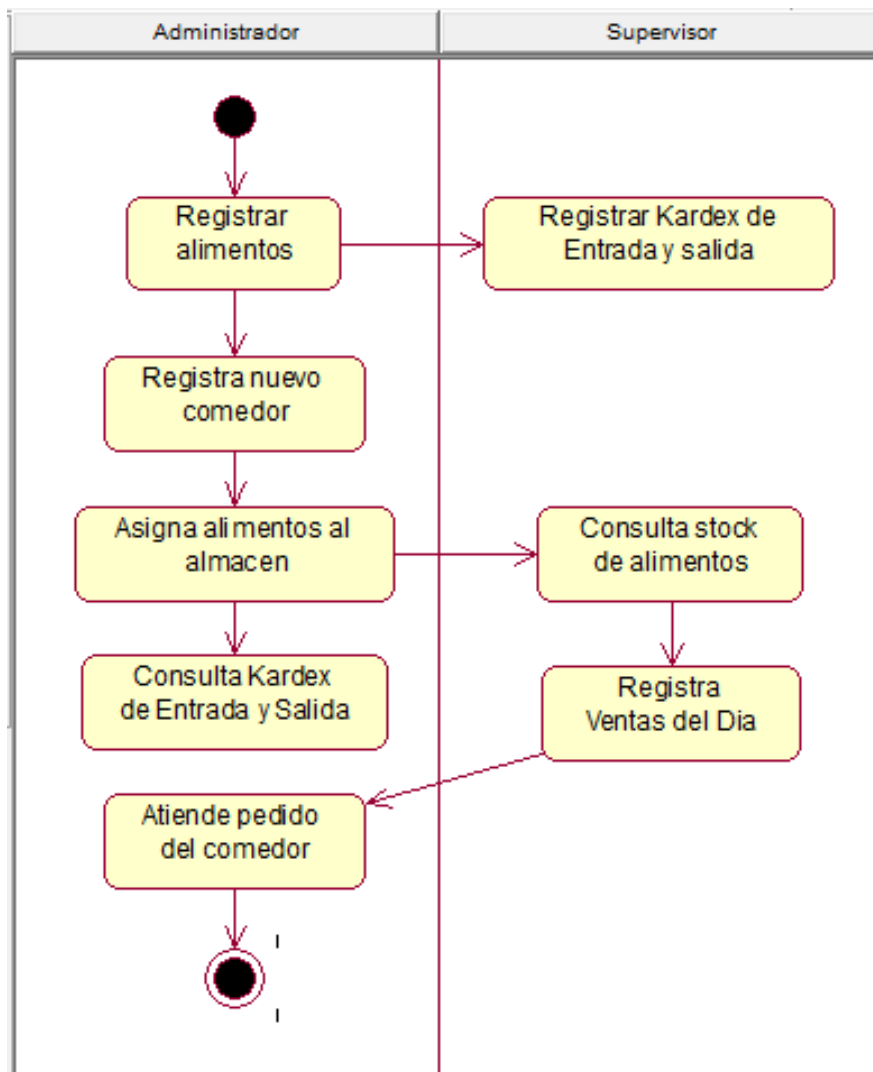 Administrador
Supervisor
Registrar
alimentos
Registrar Kardex de
Entrada y salida
Registra nuevo
comedor
Asigna alimentos al
almacen
Consulta stock
de alimentos
Consulta Kardex
de Entrada y Salida
Registra
Ventas del Dia
Atiende pedido
del comedor